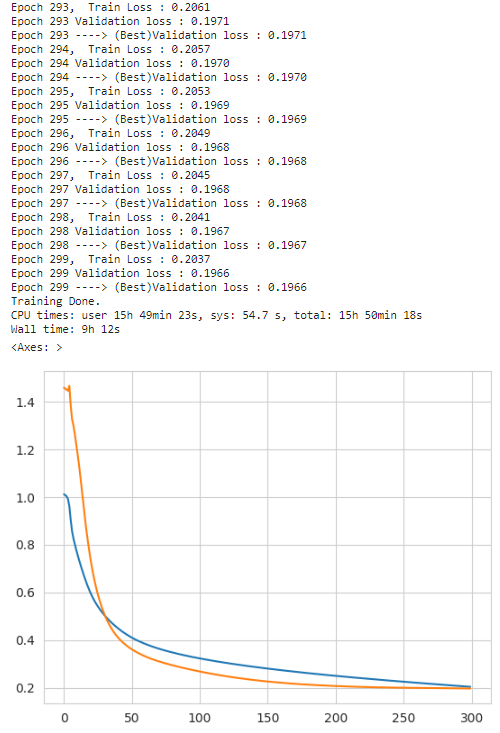 Epoch 293,  Train Loss : 0.2061
Epoch 293 Validation loss : 0.1971
Epoch 293 ----> (Best)Validation loss : 0.1971
Epoch 294,  Train Loss : 0.2057
Epoch 294 Validation loss : 0.1970
Epoch 294 ----> (Best)Validation loss : 0.1970
Epoch 295,  Train Loss : 0.2053
Epoch 295 Validation loss : 0.1969
Epoch 295 ----> (Best)Validation loss : 0.1969
Epoch 296,  Train Loss : 0.2049
Epoch 296 Validation loss : 0.1968
Epoch 296 ----> (Best)Validation loss : 0.1968
Epoch 297,  Train Loss : 0.2045
Epoch 297 Validation loss : 0.1968
Epoch 297 ----> (Best)Validation loss : 0.1968
Epoch 298,  Train Loss : 0.2041
Epoch 298 Validation loss : 0.1967
Epoch 298 ----> (Best)Validation loss : 0.1967
Epoch 299,  Train Loss : 0.2037
Epoch 299 Validation loss : 0.1966
Epoch 299 ----> (Best)Validation loss : 0.1966
Training Done.
CPU times: user 15h 49min 23s, sys: 54.7 s, total: 15h 50min 18s
Wall time: 9h 12s
<Axes: >
1.4
1.2
1.0
0.8
0.6
0.4
0.2
0 50 100 150 200 250 300